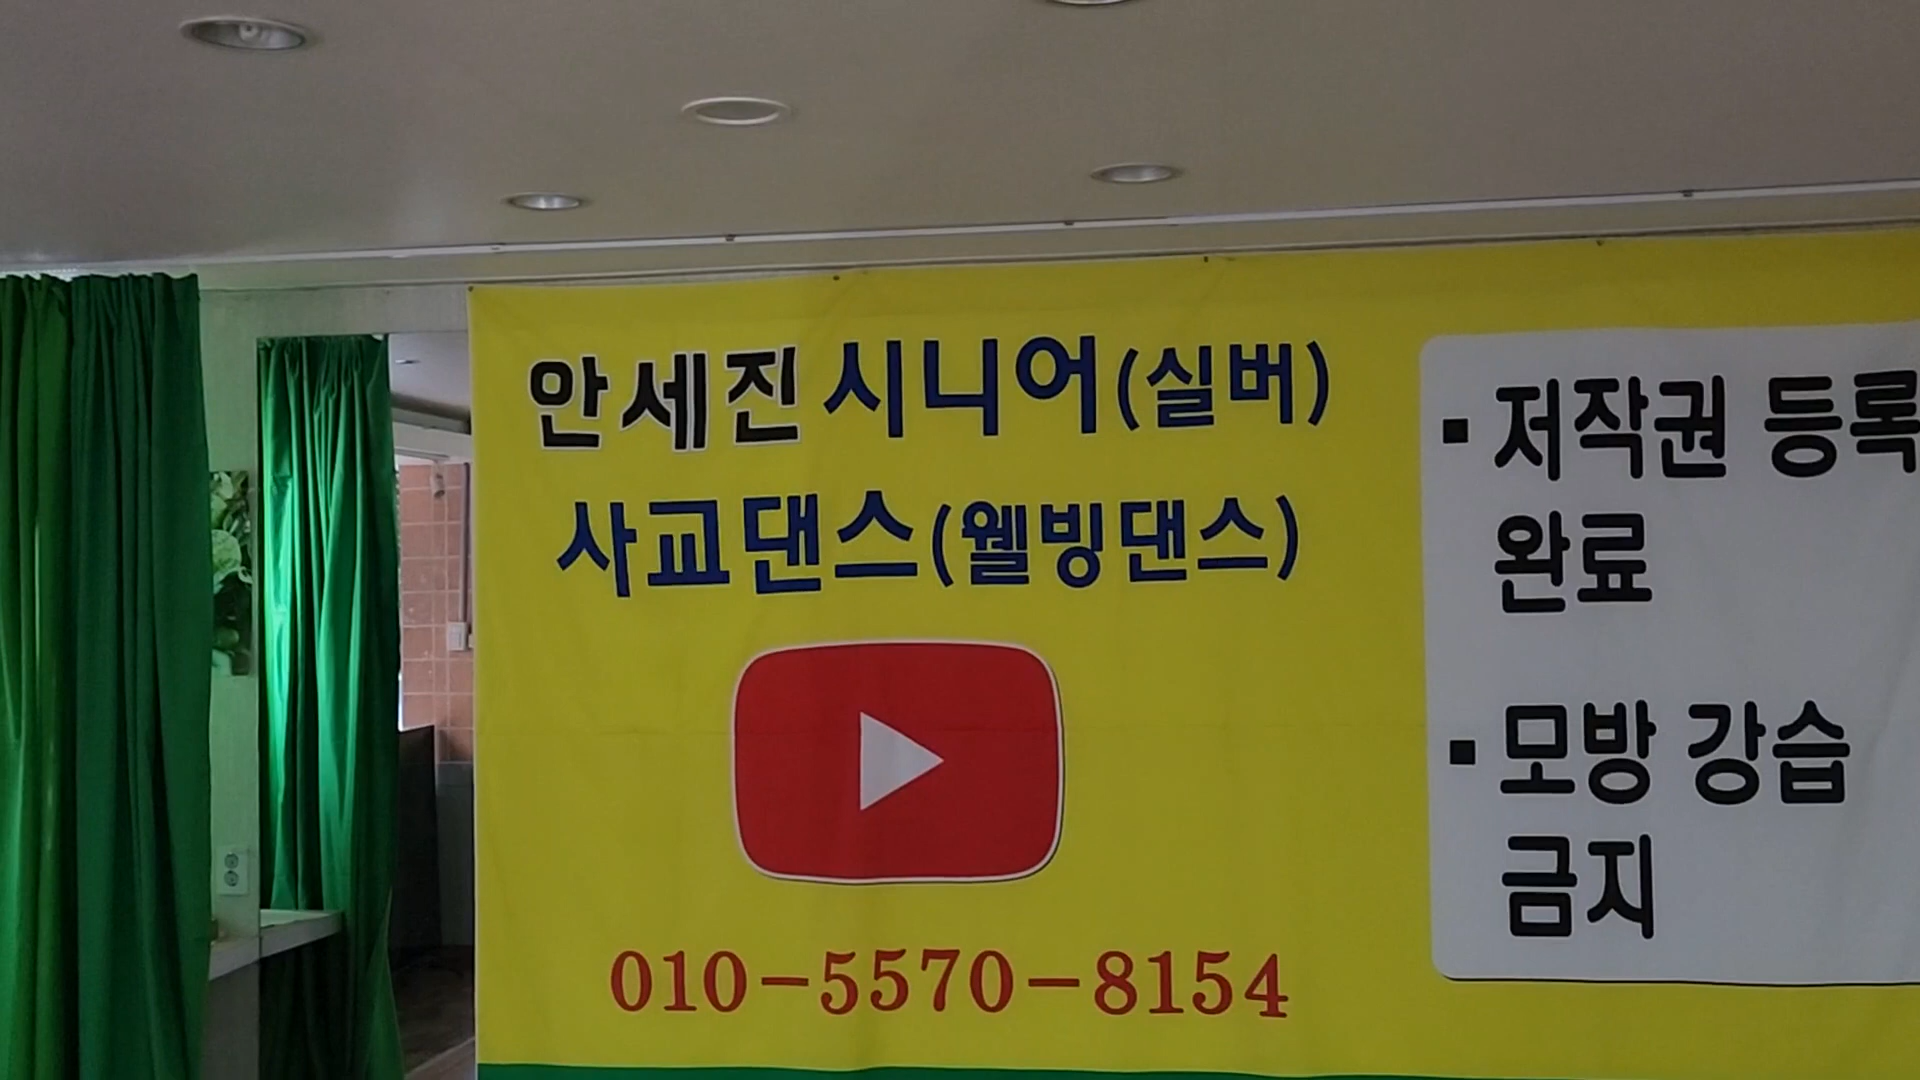 안세진 시니어(실버)
사교댄스(웰빙댄스)
010-5570-8154
▪ 저작권 등록
완료
▪ 모방 강습
금지